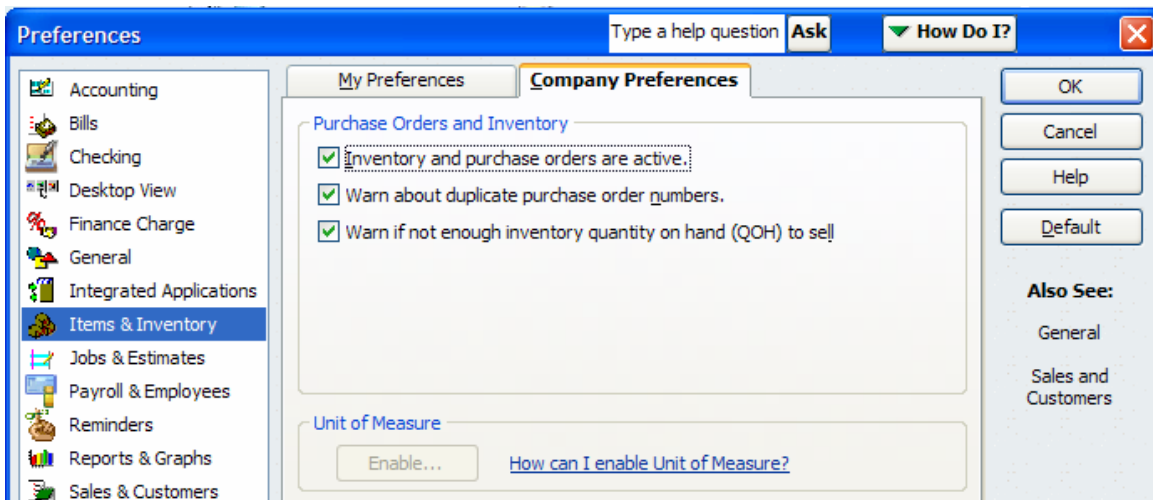 Preferences
Type a help question
Ask
How Do I?
Accounting
Bills
Checking
Desktop View
Finance Charge
General
Integrated Applications
Items & Inventory
Jobs & Estimates
Payroll & Employees
Reminders
Reports & Graphs
Sales & Customers
My Preferences
Company Preferences
Purchase Orders and Inventory
Inventory and purchase orders are active.
Warn about duplicate purchase order numbers.
Warn if not enough inventory quantity on hand (QOH) to sell
Unit of Measure
Enable...
How can I enable Unit of Measure?
OK
Cancel
Help
Default
Also See:
General
Sales and
Customers